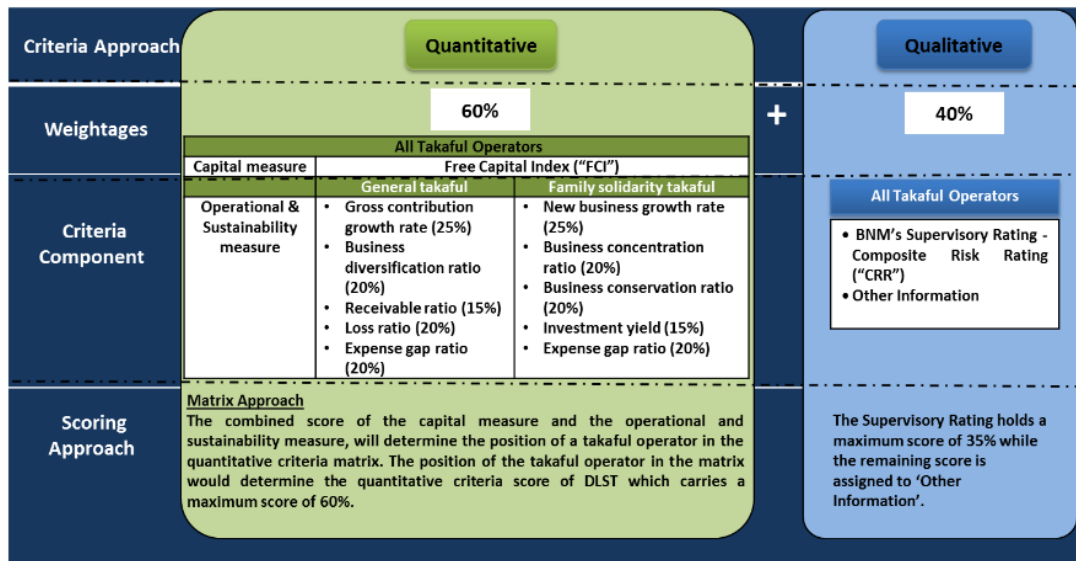 Criteria Approach
Quantitative
Qualitative
Weightages
60%
+
40%
All Takaful Operators
Capital measure
Free Capital Index (“FCI”)
General takaful
Family solidarity takaful
Criteria
Component
Operational &
Sustainability
measure
• Gross contribution
growth rate (25%)
• Business
diversification ratio
(20%)
• Receivable ratio (15%)
• Loss ratio (20%)
• Expense gap ratio
(20%)
• New business growth rate
(25%)
• Business concentration
ratio (20%)
• Business conservation ratio
(20%)
• Investment yield (15%)
• Expense gap ratio (20%)
All Takaful Operators
• BNM’s Supervisory Rating -
Composite Risk Rating
(“CRR”)
• Other Information
Scoring
Approach
Matrix Approach
The combined score of the capital measure and the operational and
sustainability measure, will determine the position of a takaful operator in the
quantitative criteria matrix. The position of the takaful operator in the matrix
would determine the quantitative criteria score of DLST which carries a
maximum score of 60%.
The Supervisory Rating holds a
maximum score of 35% while
the remaining score is
assigned to ‘Other
Information’.